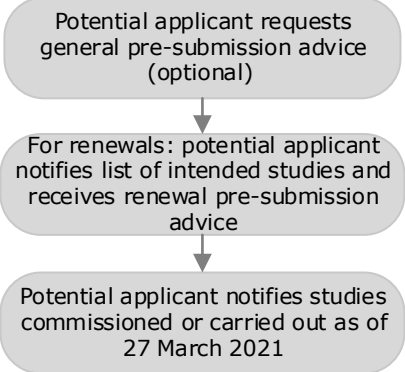 Potential applicant requests
general pre-submission advice
(optional)
For renewals: potential applicant
notifies list of intended studies and
receives renewal pre-submission
advice
Potential applicant notifies studies
commissioned or carried out as of
27 March 2021